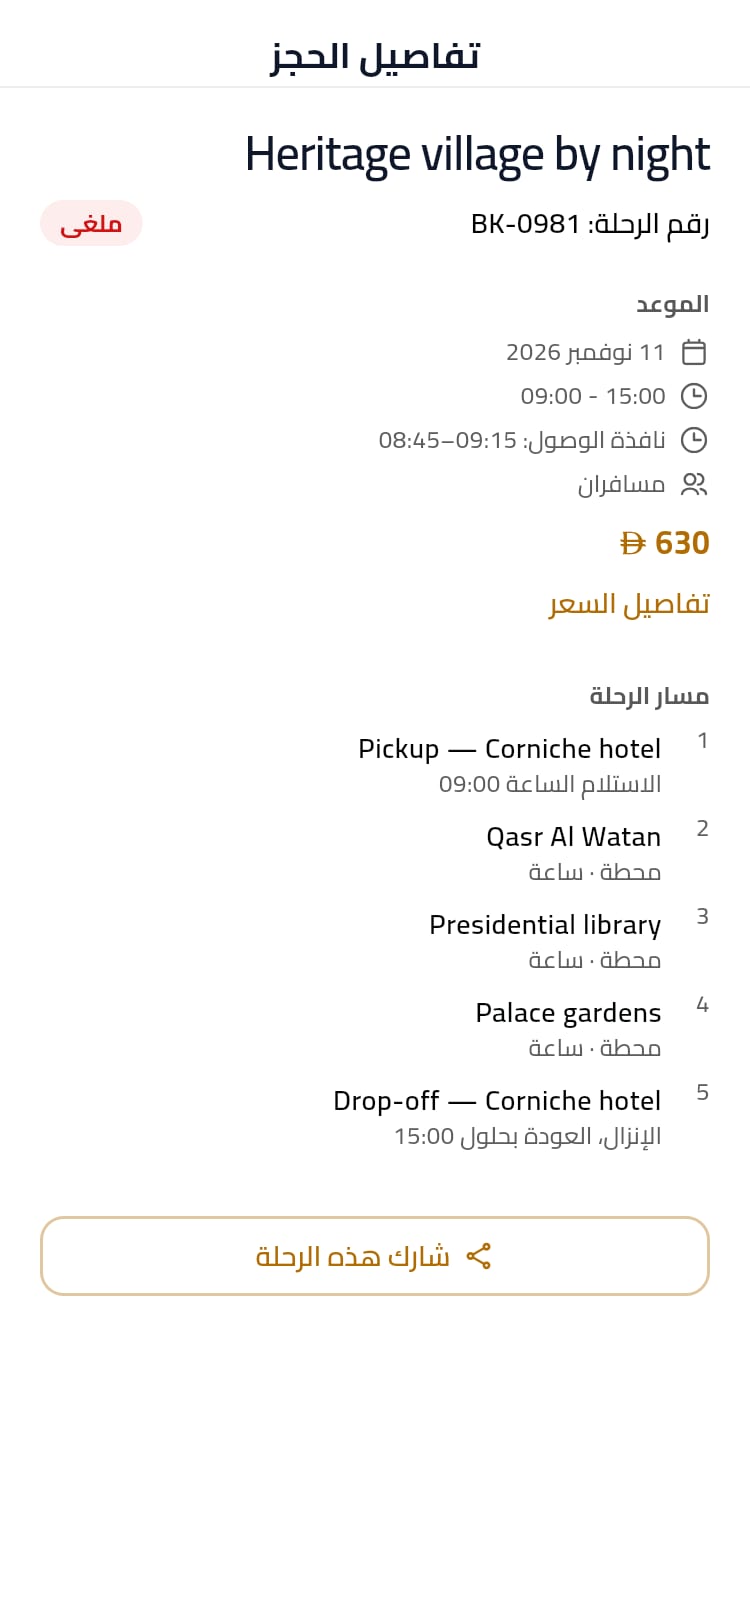 تفاصيل الحجز
Heritage village by night
رقم الرحلة: BK-0981
ملغى
الموعد
11 نوفمبر 2026
09:00 - 15:00
نافذة الوصول: 08:45–09:15
مسافران
630 AED
تفاصيل السعر
مسار الرحلة
1
Pickup — Corniche hotel
الاستلام الساعة 09:00
2
Qasr Al Watan
محطة · ساعة
3
Presidential library
محطة · ساعة
4
Palace gardens
محطة · ساعة
5
Drop-off — Corniche hotel
الإنزال، العودة بحلول 15:00
شارك هذه الرحلة